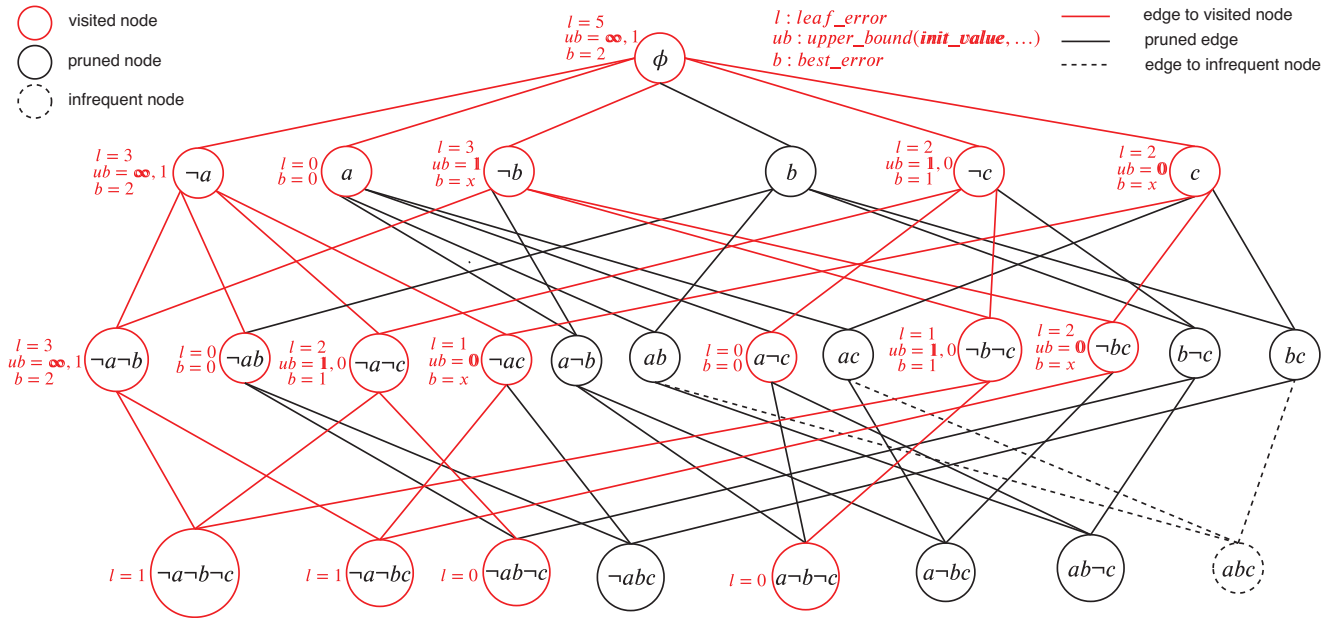 visited node
pruned node
infrequent node
l = 5
ub = ∞, 1
b = 2
ϕ
l : leaf_error
ub : upper_bound(init_value, …)
b : best_error
edge to visited node
pruned edge
edge to infrequent node
l = 3
ub = ∞, 1
b = 2
¬a
l = 0
b = 0
a
l = 3
ub = 1
b = x
¬b
b
l = 2
ub = 1, 0
b = 1
¬c
l = 2
ub = 0
b = x
c
l = 3
ub = ∞, 1
b = 2
¬a¬b
l = 0
b = 0
¬ab
l = 2
ub = 1, 0
b = 1
¬a¬c
l = 1
ub = 0
b = x
¬ac
a¬b
ab
l = 0
b = 0
a¬c
ac
l = 1
ub = 1, 0
b = 1
¬b¬c
l = 2
ub = 0
b = x
¬bc
b¬c
bc
l = 1
¬a¬b¬c
l = 1
¬a¬bc
l = 0
¬ab¬c
¬abc
l = 0
a¬b¬c
a¬bc
ab¬c
abc